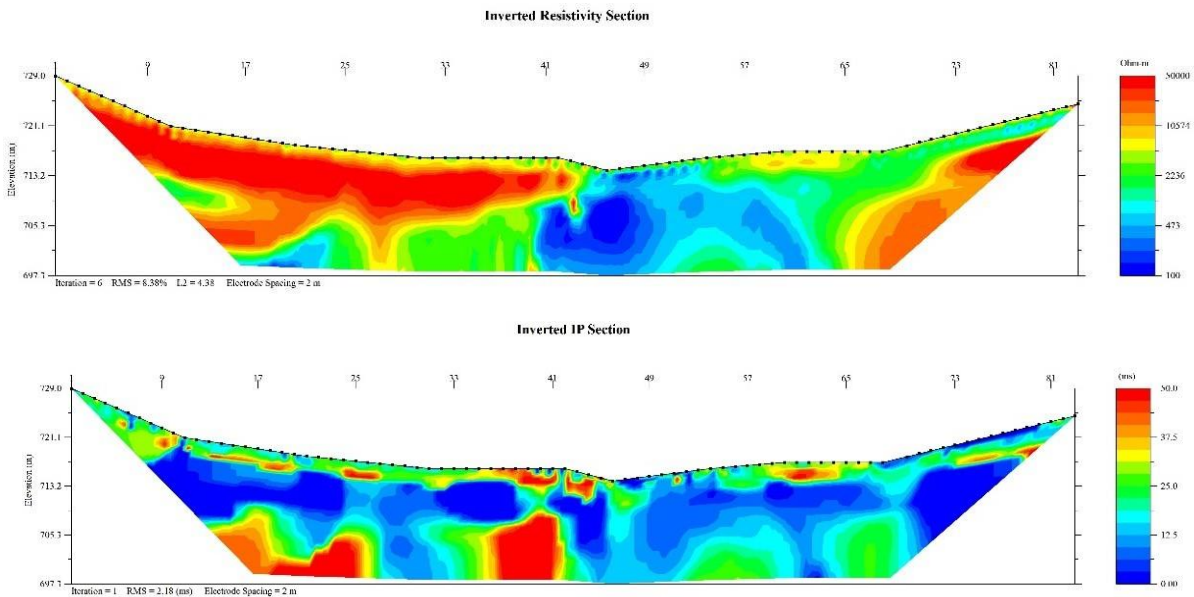 Inverted Resistivity Section
9 17 25 33 41 49 57 65 73 81
Ohm-m
729.0
721.1
713.2
705.3
Elevation (m)
50000
10574
2236
473
100
Iteration = 6 RMS = 8.38% L2 = 4.38 Electrode Spacing = 2 m
Inverted IP Section
9 17 25 33 41 49 57 65 73 81
(ms)
729.0
721.1
713.2
705.3
Elevation (m)
50.0
37.5
25.0
12.5
0.00
Iteration = 1 RMS = 2.18 (ms) Electrode Spacing = 2 m